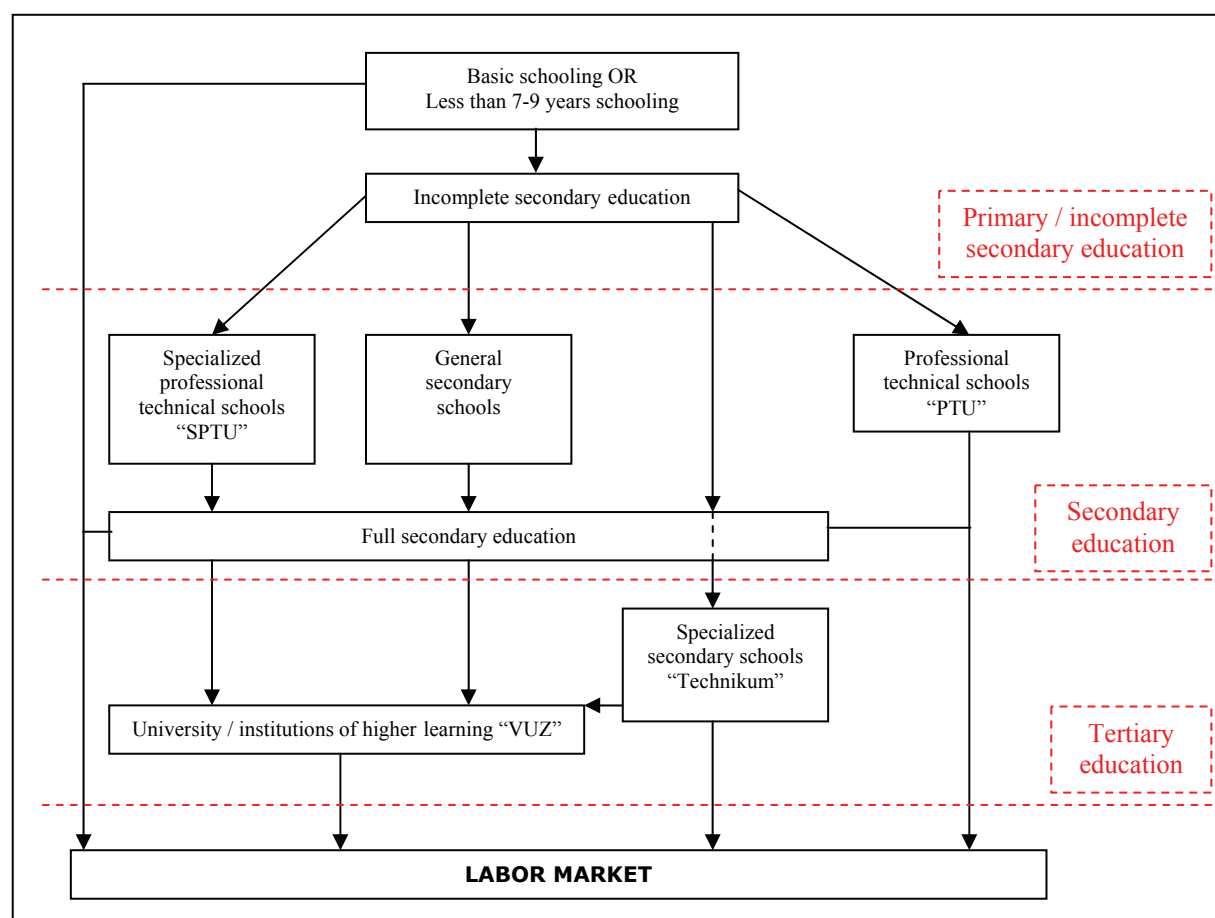 Basic schooling OR
Less than 7-9 years schooling
Incomplete secondary education
Primary / incomplete
secondary education
Specialized
professional
technical schools
“SPTU”
General
secondary
schools
Professional
technical schools
“PTU”
Full secondary education
Secondary
education
Specialized
secondary schools
“Technikum”
University / institutions of higher learning “VUZ”
Tertiary
education
LABOR MARKET